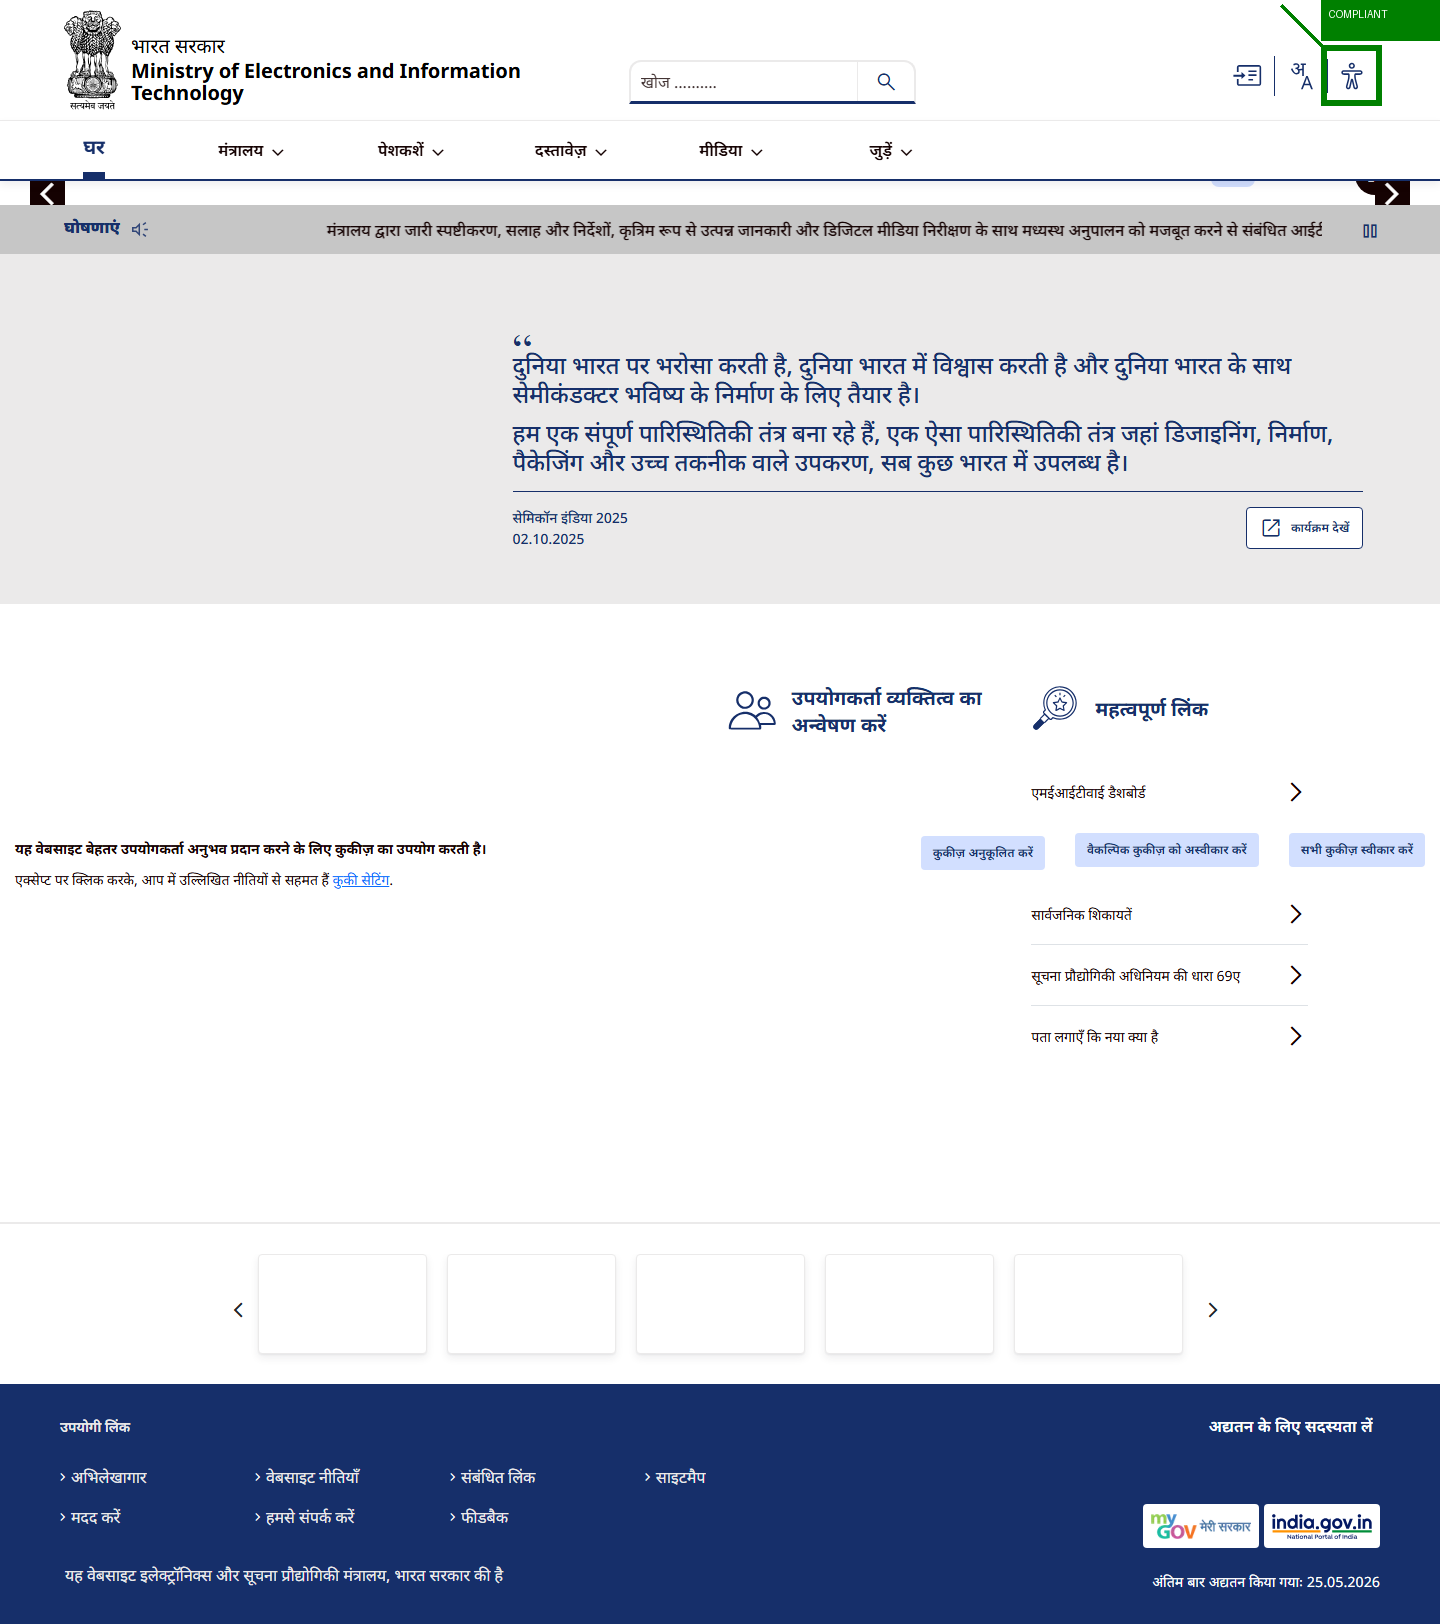 COMPLIANT
भारत सरकार
Ministry of Electronics and Information
Technology
सत्यमेव जयते
खोज ..........
अ
A
घर
मंत्रालय
पेशकशें
दस्तावेज़
मीडिया
जुड़ें
घोषणाएं
मंत्रालय द्वारा जारी स्पष्टीकरण, सलाह और निर्देशों, कृत्रिम रूप से उत्पन्न जानकारी और डिजिटल मीडिया निरीक्षण के साथ मध्यस्थ अनुपालन को मजबूत करने से संबंधित
“
दुनिया भारत पर भरोसा करती है, दुनिया भारत में विश्वास करती है और दुनिया भारत के साथ
सेमीकंडक्टर भविष्य के निर्माण के लिए तैयार है।
हम एक संपूर्ण पारिस्थितिकी तंत्र बना रहे हैं, एक ऐसा पारिस्थितिकी तंत्र जहां डिजाइनिंग, निर्माण,
पैकेजिंग और उच्च तकनीक वाले उपकरण, सब कुछ भारत में उपलब्ध है।
सेमिकॉन इंडिया 2025
02.10.2025
कार्यक्रम देखें
उपयोगकर्ता व्यक्तित्व का
अन्वेषण करें
महत्वपूर्ण लिंक
एमईआईटीवाई डैशबोर्ड
यह वेबसाइट बेहतर उपयोगकर्ता अनुभव प्रदान करने के लिए कुकीज़ का उपयोग करती है।
एक्सेप्ट पर क्लिक करके, आप में उल्लिखित नीतियों से सहमत हैं कुकी सेटिंग.
कुकीज़ अनुकूलित करें
वैकल्पिक कुकीज़ को अस्वीकार करें
सभी कुकीज़ स्वीकार करें
सार्वजनिक शिकायतें
सूचना प्रौद्योगिकी अधिनियम की धारा 69ए
पता लगाएँ कि नया क्या है
उपयोगी लिंक
अद्यतन के लिए सदस्यता लें
अभिलेखागार
वेबसाइट नीतियाँ
संबंधित लिंक
साइटमैप
मदद करें
हमसे संपर्क करें
फीडबैक
my GOV मेरी सरकार
india.gov.in
National Portal of India
यह वेबसाइट इलेक्ट्रॉनिक्स और सूचना प्रौद्योगिकी मंत्रालय, भारत सरकार की है
अंतिम बार अद्यतन किया गयाः 25.05.2026